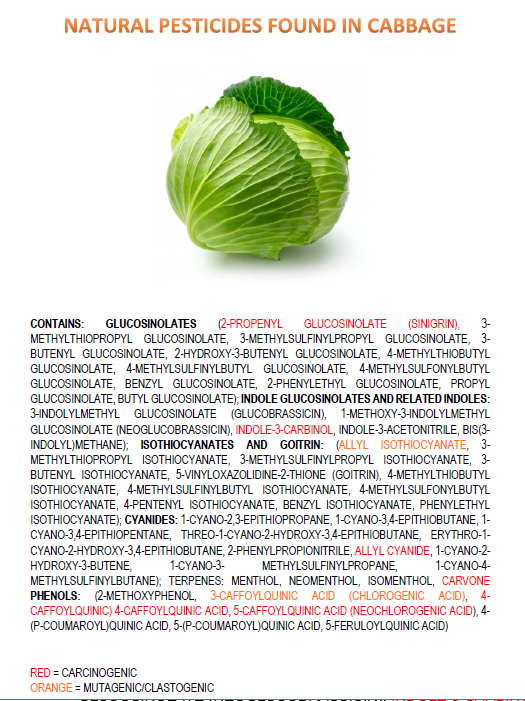 NATURAL PESTICIDES FOUND IN CABBAGE
CONTAINS: GLUCOSINOLATES (2-PROPENYL GLUCOSINOLATE (SINIGRIN), 3-
METHYLTHIOPROPYL GLUCOSINOLATE, 3-METHYLSULFINYLPROPYL GLUCOSINOLATE, 3-
BUTENYL GLUCOSINOLATE, 2-HYDROXY-3-BUTENYL GLUCOSINOLATE, 4-METHYLTHIOBUTYL
GLUCOSINOLATE, 4-METHYLSULFINYLBUTYL GLUCOSINOLATE, 4-METHYLSULFONYLBUTYL
GLUCOSINOLATE, BENZYL GLUCOSINOLATE, 2-PHENYLETHYL GLUCOSINOLATE, PROPYL
GLUCOSINOLATE, BUTYL GLUCOSINOLATE); INDOLE GLUCOSINOLATES AND RELATED INDOLES:
3-INDOLYLMETHYL GLUCOSINOLATE (GLUCOBRASSICIN), 1-METHOXY-3-INDOLYLMETHYL
GLUCOSINOLATE (NEOGLUCOBRASSICIN), INDOLE-3-CARBINOL, INDOLE-3-ACETONITRILE, BIS(3-
INDOLYL)METHANE); ISOTHIOCYANATES AND GOITRIN: (ALLYL ISOTHIOCYANATE, 3-
METHYLTHIOPROPYL ISOTHIOCYANATE, 3-METHYLSULFINYLPROPYL ISOTHIOCYANATE, 3-
BUTENYL ISOTHIOCYANATE, 5-VINYLOXAZOLIDINE-2-THIONE (GOITRIN), 4-METHYLTHIOBUTYL
ISOTHIOCYANATE, 4-METHYLSULFINYLBUTYL ISOTHIOCYANATE, 4-METHYLSULFONYLBUTYL
ISOTHIOCYANATE, 4-PENTENYL ISOTHIOCYANATE, BENZYL ISOTHIOCYANATE, PHENYLETHYL
ISOTHIOCYANATE); CYANIDES: 1-CYANO-2,3-EPITHIOPROPANE, 1-CYANO-3,4-EPITHIOBUTANE, 1-
CYANO-3,4-EPITHIOPENTANE, THREO-1-CYANO-2-HYDROXY-3,4-EPITHIOBUTANE, ERYTHRO-1-
CYANO-2-HYDROXY-3,4-EPITHIOBUTANE, 2-PHENYLPROPIONITRILE, ALLYL CYANIDE, 1-CYANO-2-
HYDROXY-3-BUTENE, 1-CYANO-3- METHYLSULFINYLPROPANE, 1-CYANO-4-
METHYLSULFINYLBUTANE); TERPENES: MENTHOL, NEOMENTHOL, ISOMENTHOL, CARVONE
PHENOLS: (2-METHOXYPHENOL, 3-CAFFOYLQUINIC ACID (CHLOROGENIC ACID), 4-
CAFFOYLQUINIC) 4-CAFFOYLQUINIC ACID, 5-CAFFOYLQUINIC ACID (NEOCHLOROGENIC ACID), 4-
(P-COUMAROYL)QUINIC ACID, 5-(P-COUMAROYL)QUINIC ACID, 5-FERULOYLQUINIC ACID)
RED = CARCINOGENIC
ORANGE = MUTAGENIC/CLASTOGENIC